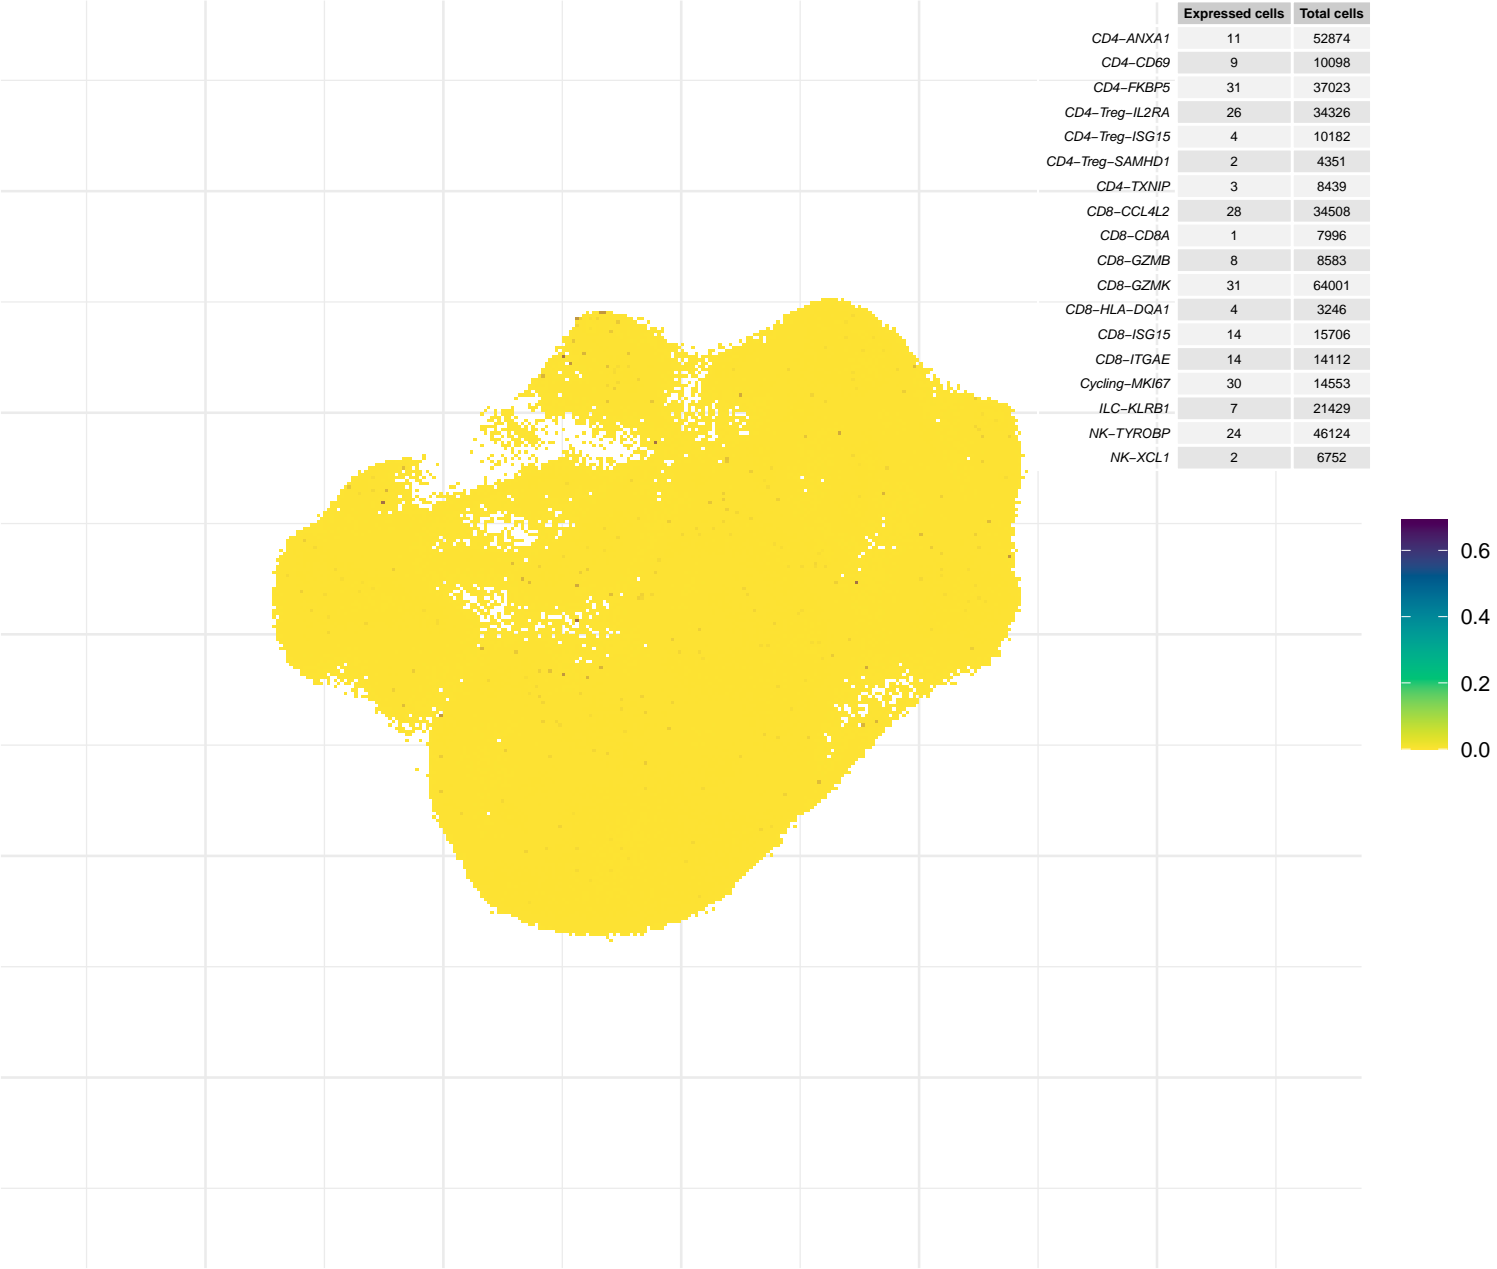 Expressed cells Total cells
CD4−ANXA1 11 52874
CD4−CD69 9 10098
CD4−FKBP5 31 37023
CD4−Treg−IL2RA 26 34326
CD4−Treg−ISG15 4 10182
CD4−Treg−SAMHD1 2 4351
CD4−TXNIP 3 8439
CD8−CCL4L2 28 34508
CD8−CD8A 1 7996
CD8−GZMB 8 8583
CD8−GZMK 31 64001
CD8−HLA−DQA1 4 3246
CD8−ISG15 14 15706
CD8−ITGAE 14 14112
Cycling−MKI67 30 14553
ILC−KLRB1 7 21429
NK−TYROBP 24 46124
NK−XCL1 2 6752
0.6
0.4
0.2
0.0